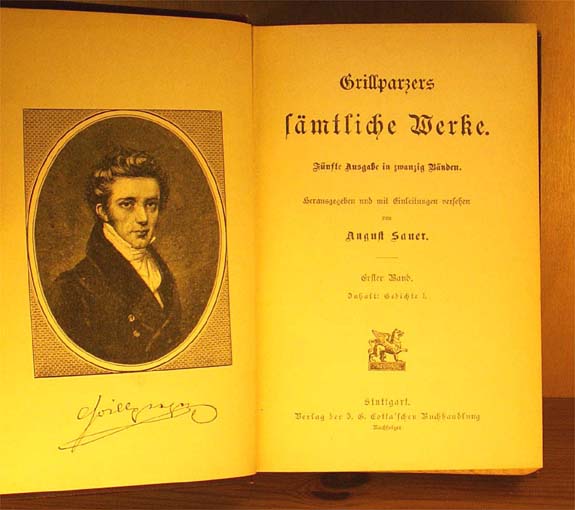 Grillparzers
sämtliche Werke.
Fünfte Ausgabe in zwanzig Bänden.
Herausgegeben und mit Einleitungen versehen
von
August Sauer.
Erster Band.
Inhalt: Gedichte I.
Stuttgart.
Verlag der J. G. Cotta'schen Buchhandlung
Nachfolger
Grillparzer